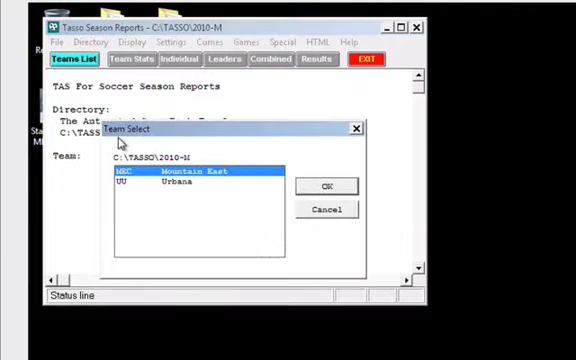 Tasso Season Reports - C:\TASSO\2010-M
File Directory Display Settings Cumes Games Special HTML Help
Teams List Team Stats Individual Leaders Combined Results EXIT
TAS For Soccer Season Reports
Directory:
C:\TASS
Team Select
Team:
C:\TASSO\2010-M
MEC Mountain East
UU Urbana
OK
Cancel
Status line